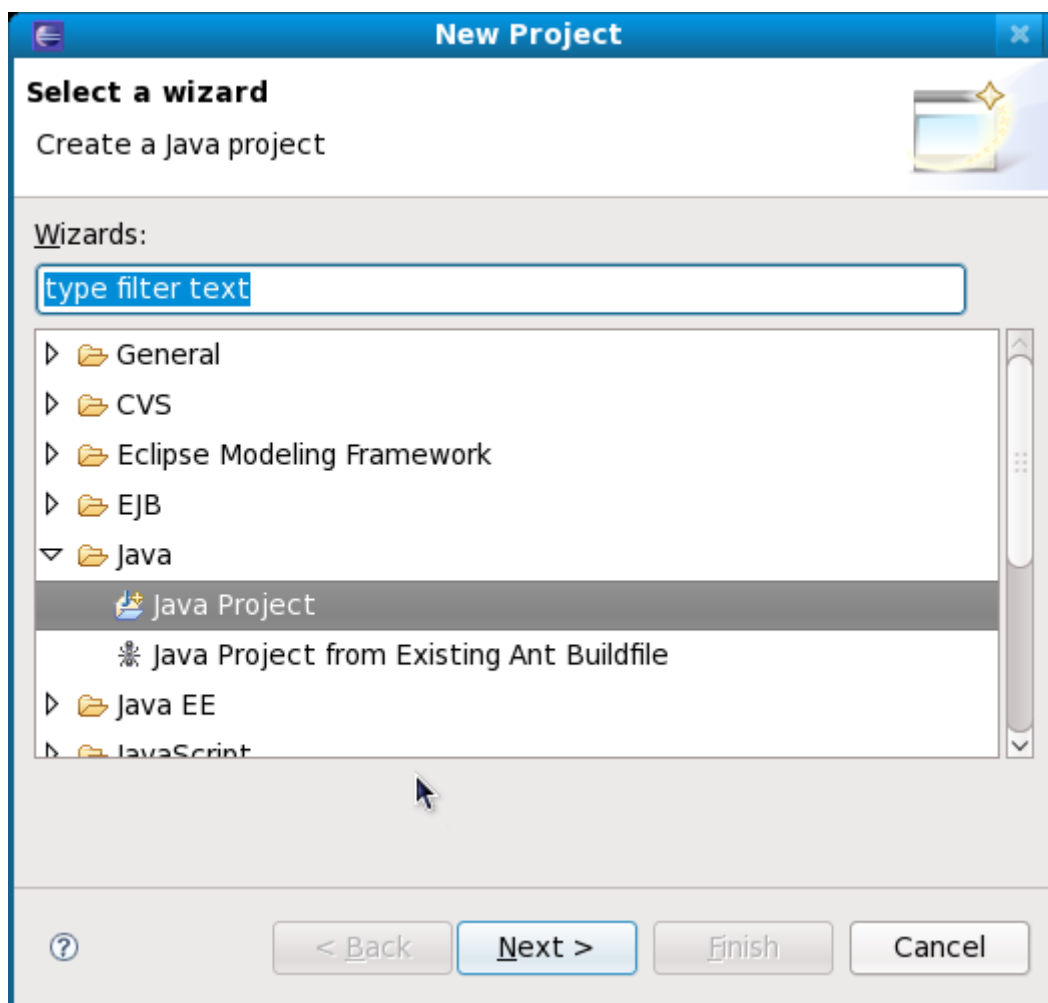 New Project
Select a wizard
Create a Java project
Wizards:
type filter text
General
CVS
Eclipse Modeling Framework
EJB
Java
Java Project
Java Project from Existing Ant Buildfile
Java EE
JavaScript
< Back Next > Finish Cancel